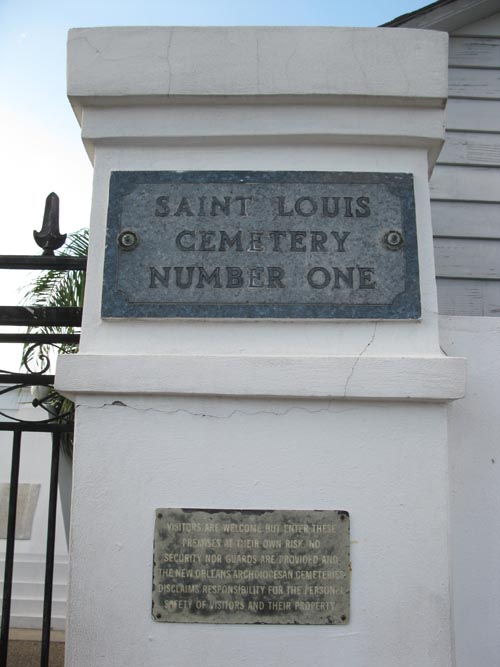 SAINT LOUIS
CEMETERY
NUMBER ONE
VISITORS ARE WELCOME BUT ENTER THESE
PREMISES AT THEIR OWN RISK. NO
SECURITY NOR GUARDS ARE PROVIDED AND
THE NEW ORLEANS ARCHDIOCESAN CEMETERIES
DISCLAIMS RESPONSIBILITY FOR THE PERSONAL
SAFETY OF VISITORS AND THEIR PROPERTY.